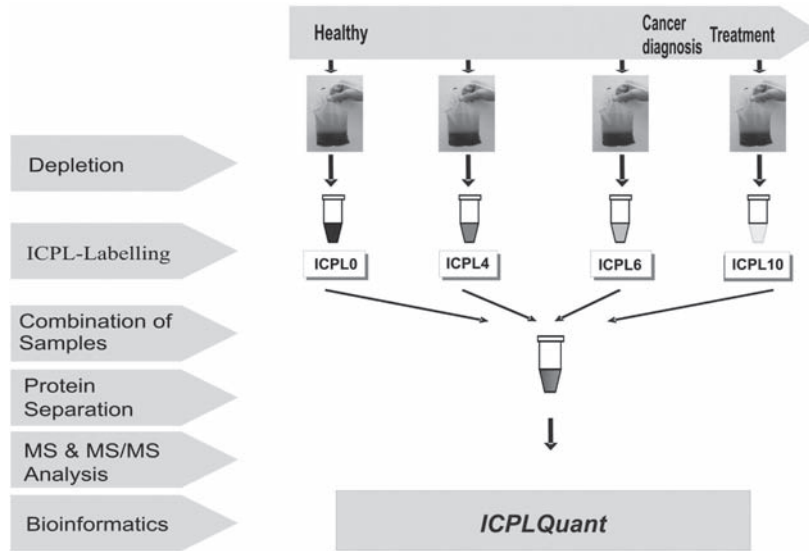 Healthy
Cancer
diagnosis
Treatment
Depletion
ICPL-Labelling
ICPL0
ICPL4
ICPL6
ICPL10
Combination of
Samples
Protein
Separation
MS & MS/MS
Analysis
Bioinformatics
ICPLQuant